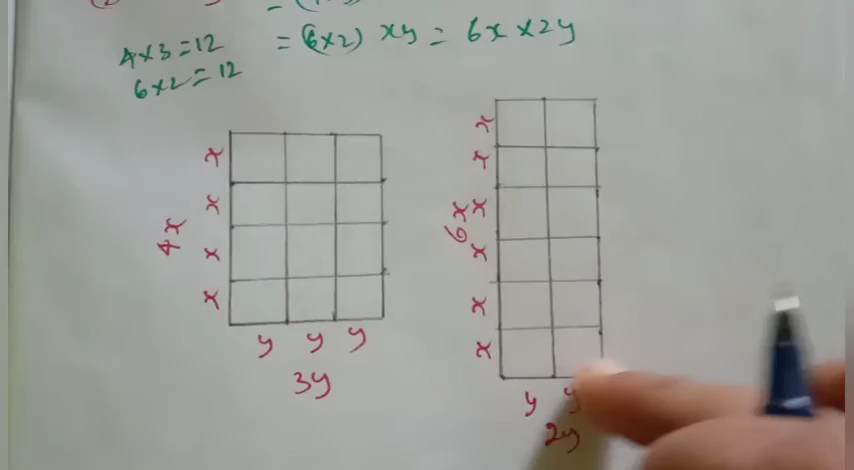 4×3=12
= (6×2) xy = 6x × 2y
6×2=12
x
x
x
x
4x
y y y
3y
x
x
x
x
x
x
6x
y y
2y